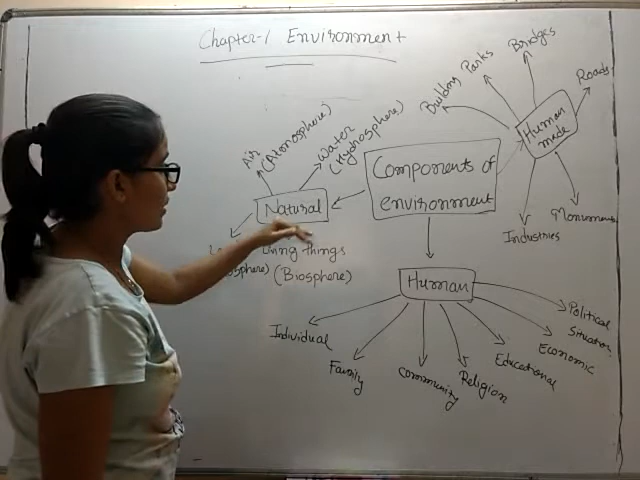 Chapter-1 Environment
Building
Parks
Bridges
Roads
Human
made
Industries
Monuments
Air
(Atomosphere)
Water
(Hydrosphere)
Components of
environment
Natural
Living things
(Biosphere)
Human
Individual
Family
Community
Religion
Educational
Economic
Political
Situation